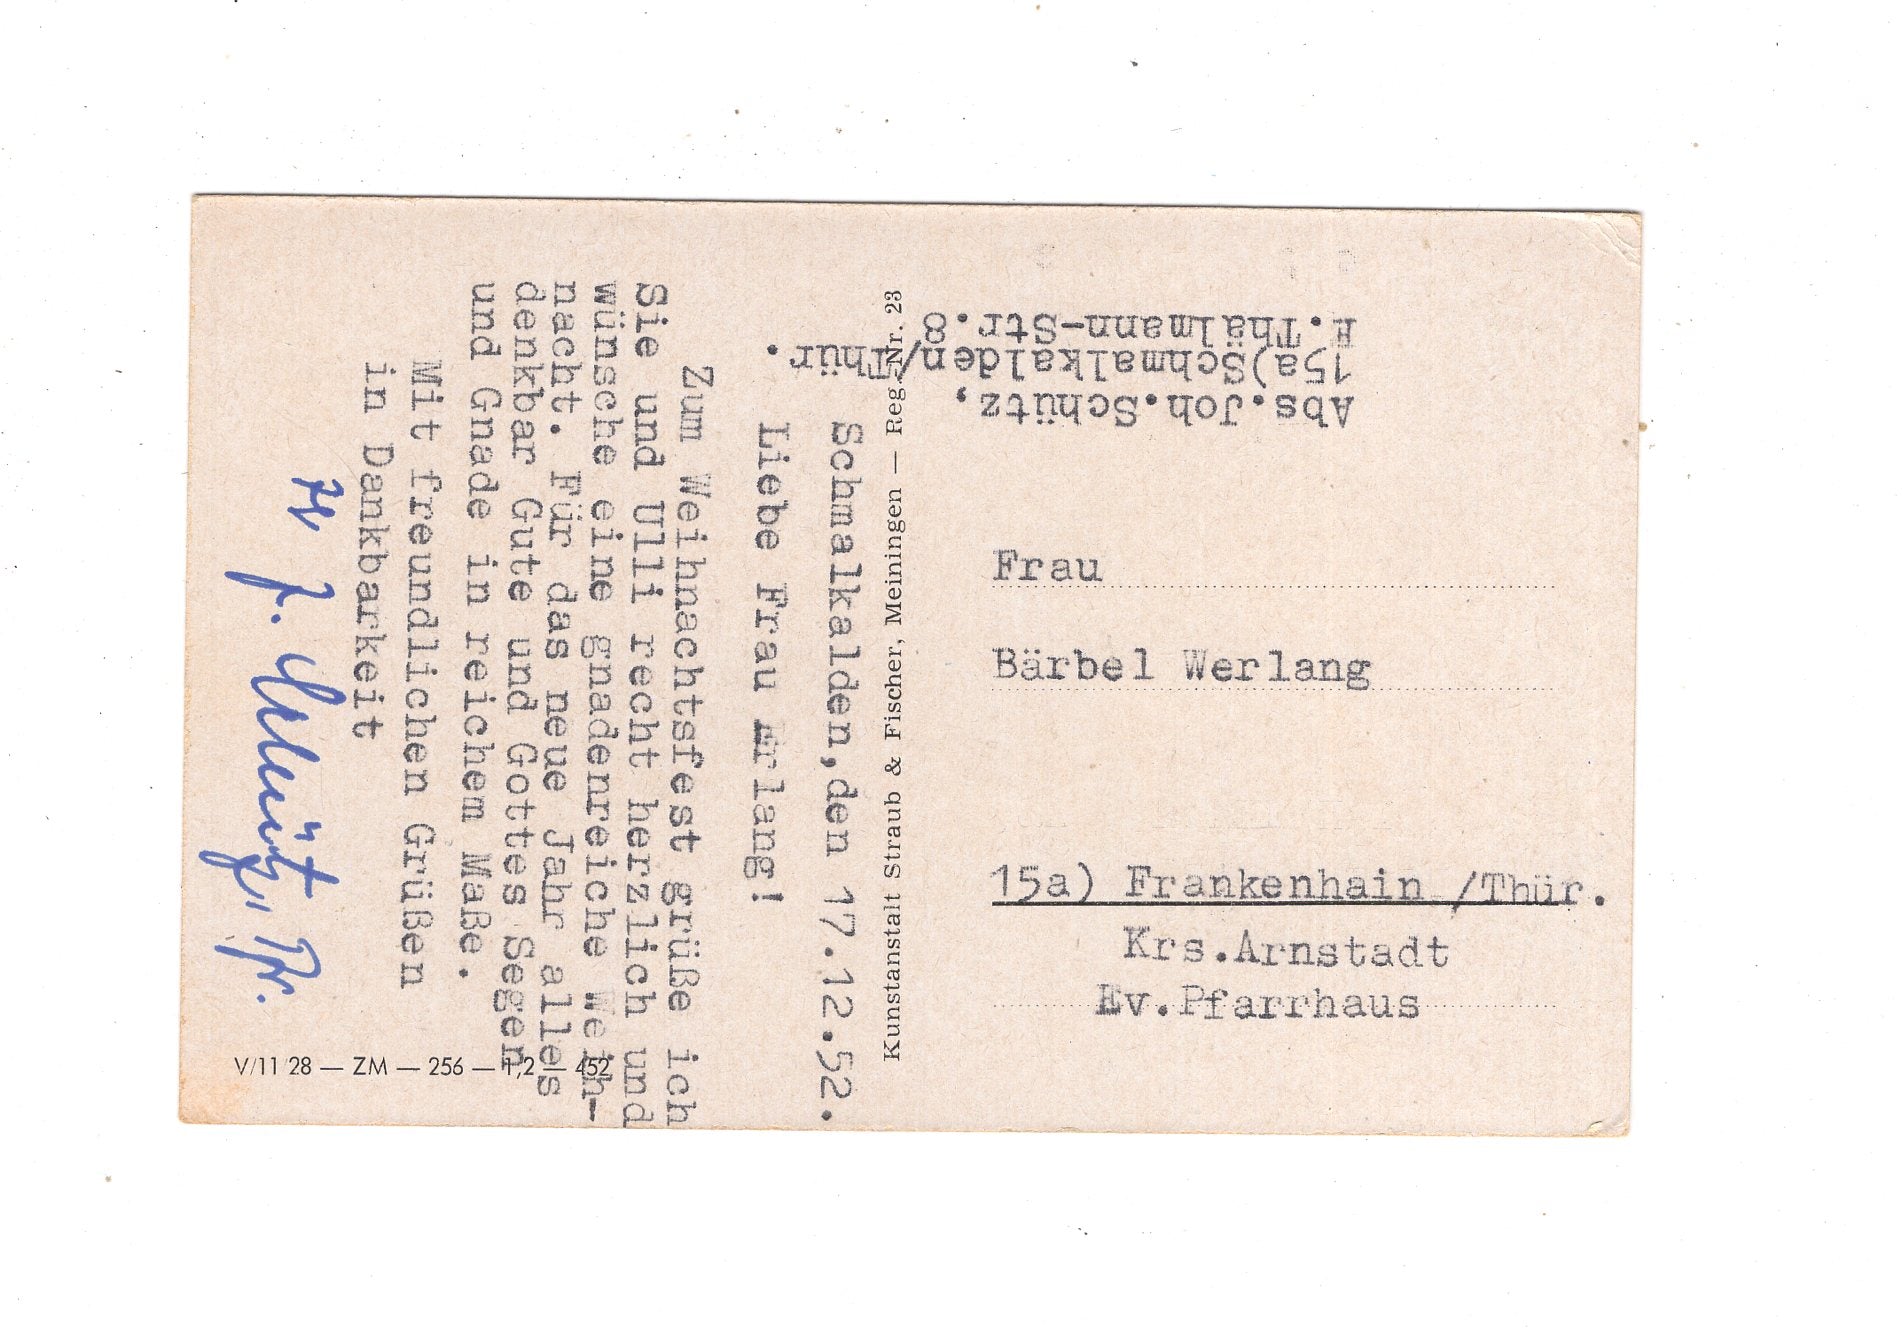 Schmalkalden,den 17.12.52.
Liebe Frau
Zum Weihnachtsfest grüße ich
Sie und Ulli recht herzlich und
wünsche eine gnadenreiche Weih-
nacht. Für das neue Jahr alles
denkbar Gute und Gottes Segen
und Gnade in reichem Maße.
Mit freundlichen Grüßen
in Dankbarkeit
Ihr J. Schütz, Pfr.
V/11 28 — ZM — 256 — 1,2 — 452
Kunstanstalt Straub & Fischer, Meiningen — Reg. Nr. 23
Abs.Joh.Schütz,
15a)Schmalkalden/Thür.
E.Thälmann-Str.8
Frau
Bärbel Werlang
15a) Frankenhain /Thür.
Krs.Arnstadt
Ev.Pfarrhaus